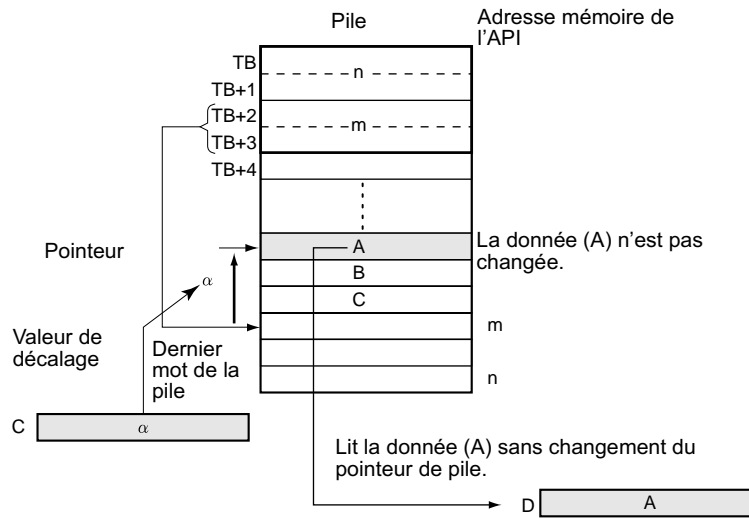 Pile
Adresse mémoire de
l'API
TB
n
TB+1
TB+2
m
TB+3
TB+4
A
La donnée (A) n'est pas
changée.
Pointeur
B
α
C
m
Valeur de
décalage
Dernier
mot de la
pile
n
C
α
Lit la donnée (A) sans changement du
pointeur de pile.
D
A